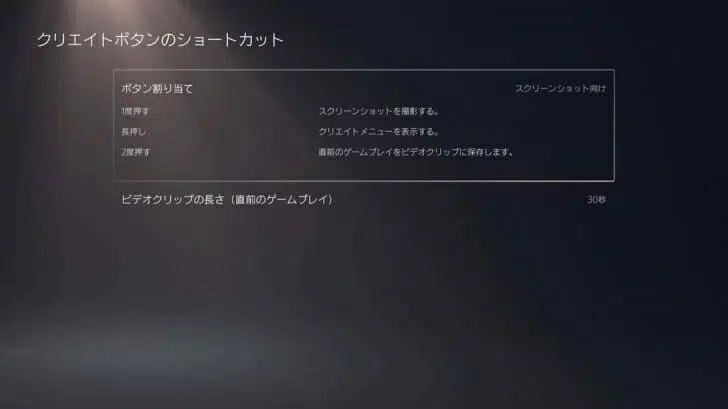 クリエイトボタンのショートカット
ボタン割り当て スクリーンショット向け
1度押す スクリーンショットを撮影する。
長押し クリエイトメニューを表示する。
2度押す 直前のゲームプレイをビデオクリップに保存します。
ビデオクリップの長さ（直前のゲームプレイ） 30秒